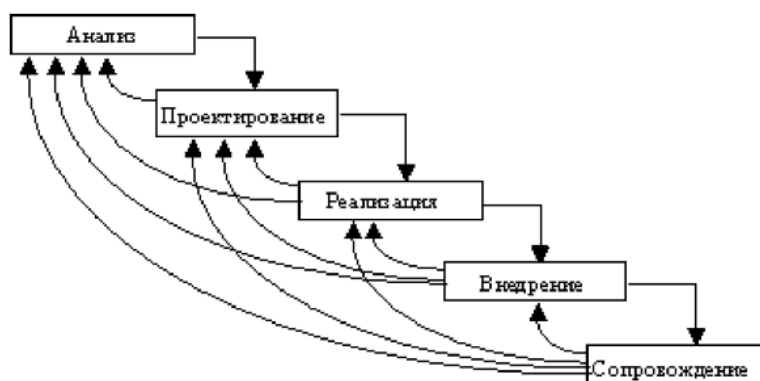 Анализ
Проектирование
Реализация
Внедрение
Сопровождение